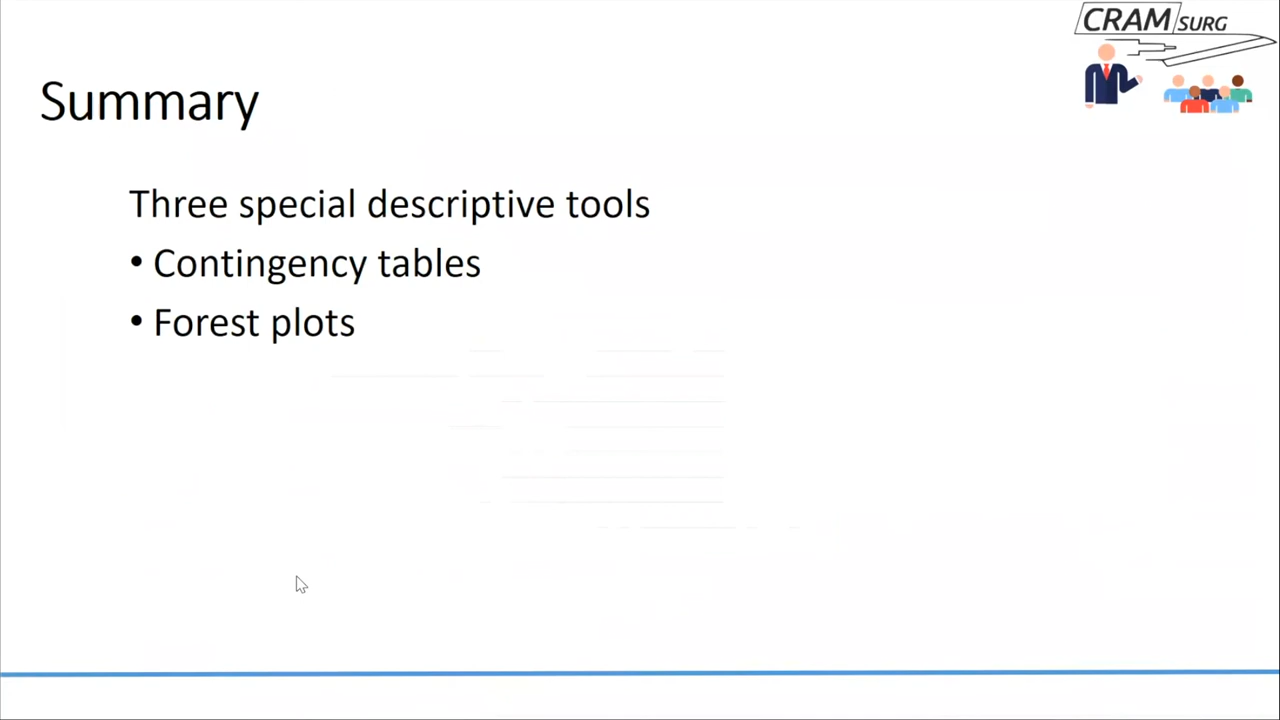 CRAM SURG
Summary
Three special descriptive tools
• Contingency tables
• Forest plots